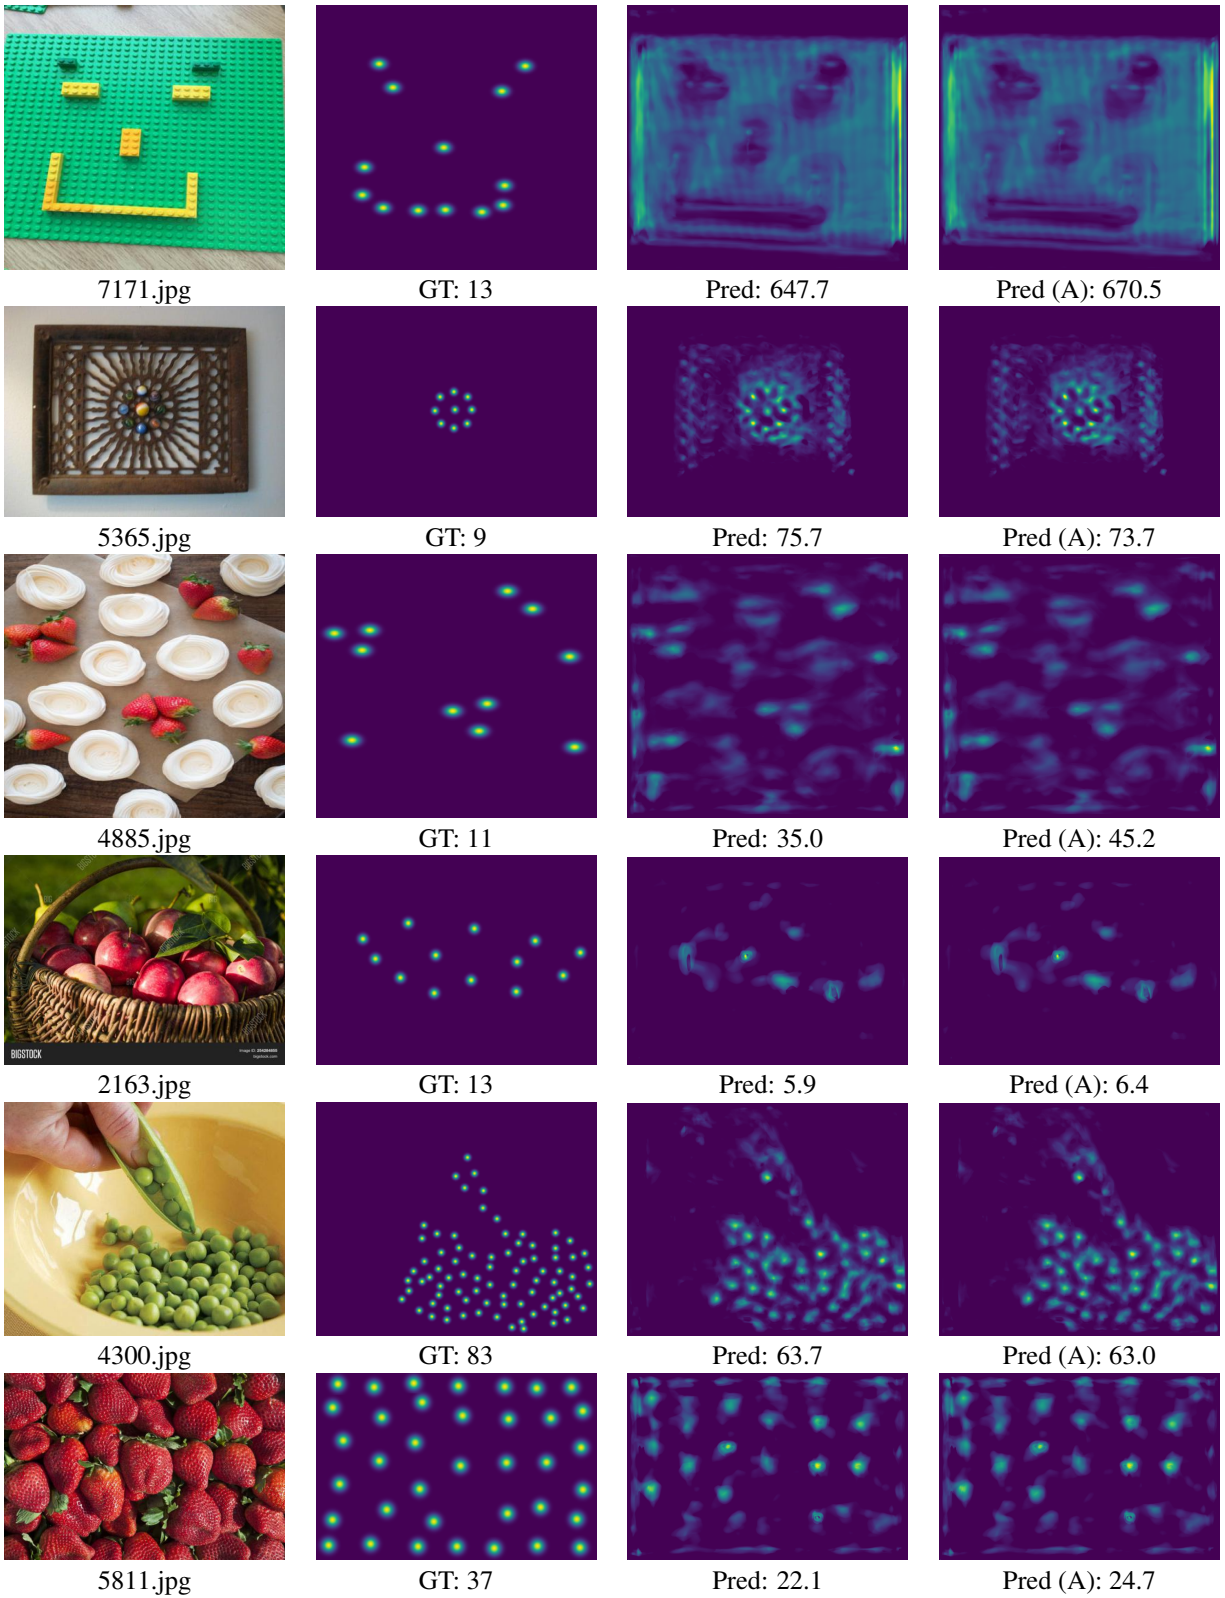 7171.jpg GT: 13 Pred: 647.7 Pred (A): 670.5
5365.jpg GT: 9 Pred: 75.7 Pred (A): 73.7
4885.jpg GT: 11 Pred: 35.0 Pred (A): 45.2
BIGSTOCK
2163.jpg GT: 13 Pred: 5.9 Pred (A): 6.4
4300.jpg GT: 83 Pred: 63.7 Pred (A): 63.0
5811.jpg GT: 37 Pred: 22.1 Pred (A): 24.7